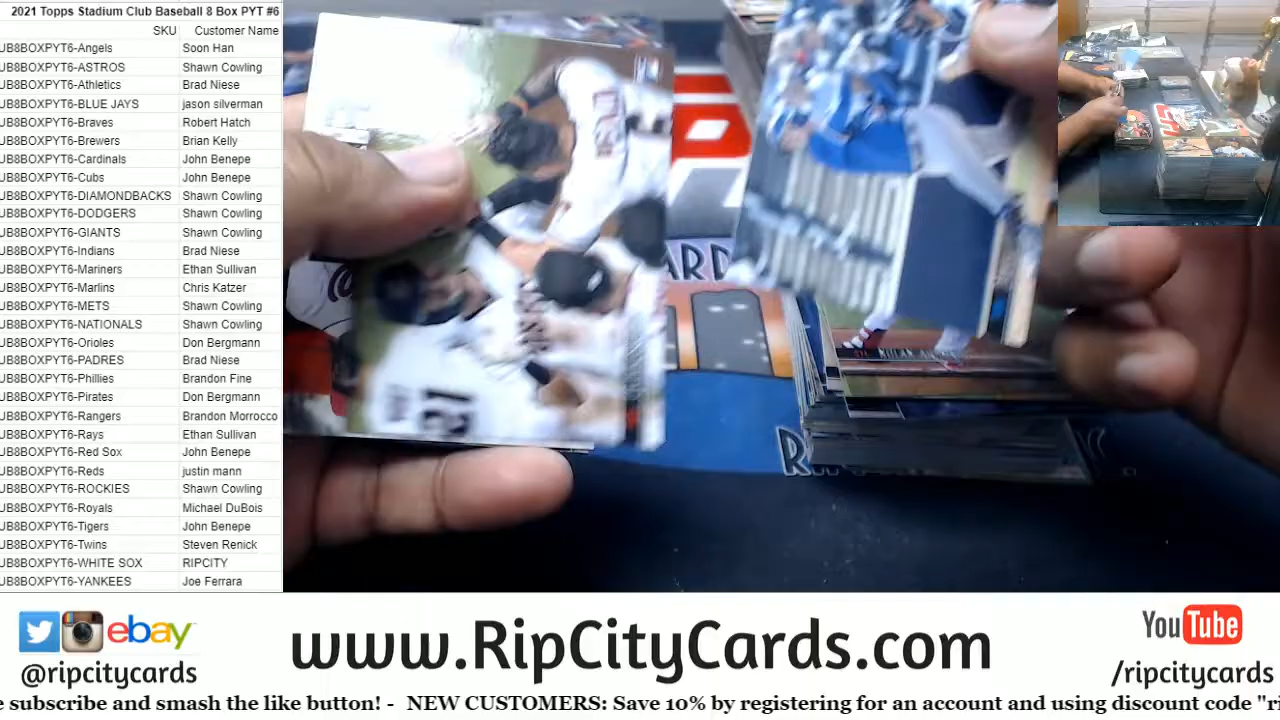 2021 Topps Stadium Club Baseball 8 Box PYT #6
SKU Customer Name
UB8BOXPYT6-Angels Soon Han
UB8BOXPYT6-ASTROS Shawn Cowling
UB8BOXPYT6-Athletics Brad Niese
UB8BOXPYT6-BLUE JAYS jason silverman
UB8BOXPYT6-Braves Robert Hatch
UB8BOXPYT6-Brewers Brian Kelly
UB8BOXPYT6-Cardinals John Benepe
UB8BOXPYT6-Cubs John Benepe
UB8BOXPYT6-DIAMONDBACKS Shawn Cowling
UB8BOXPYT6-DODGERS Shawn Cowling
UB8BOXPYT6-GIANTS Shawn Cowling
UB8BOXPYT6-Indians Brad Niese
UB8BOXPYT6-Mariners Ethan Sullivan
UB8BOXPYT6-Marlins Chris Katzer
UB8BOXPYT6-METS Shawn Cowling
UB8BOXPYT6-NATIONALS Shawn Cowling
UB8BOXPYT6-Orioles Don Bergmann
UB8BOXPYT6-PADRES Brad Niese
UB8BOXPYT6-Phillies Brandon Fine
UB8BOXPYT6-Pirates Don Bergmann
UB8BOXPYT6-Rangers Brandon Morrocco
UB8BOXPYT6-Rays Ethan Sullivan
UB8BOXPYT6-Red Sox John Benepe
UB8BOXPYT6-Reds justin mann
UB8BOXPYT6-ROCKIES Shawn Cowling
UB8BOXPYT6-Royals Michael DuBois
UB8BOXPYT6-Tigers John Benepe
UB8BOXPYT6-Twins Steven Renick
UB8BOXPYT6-WHITE SOX RIPCITY
UB8BOXPYT6-YANKEES Joe Ferrara
ARD
21
R
ebay
@ripcitycards
www.RipCityCards.com
YouTube
/ripcitycards
e subscribe and smash the like button! - NEW CUSTOMERS: Save 10% by registering for an account and using discount code "ri